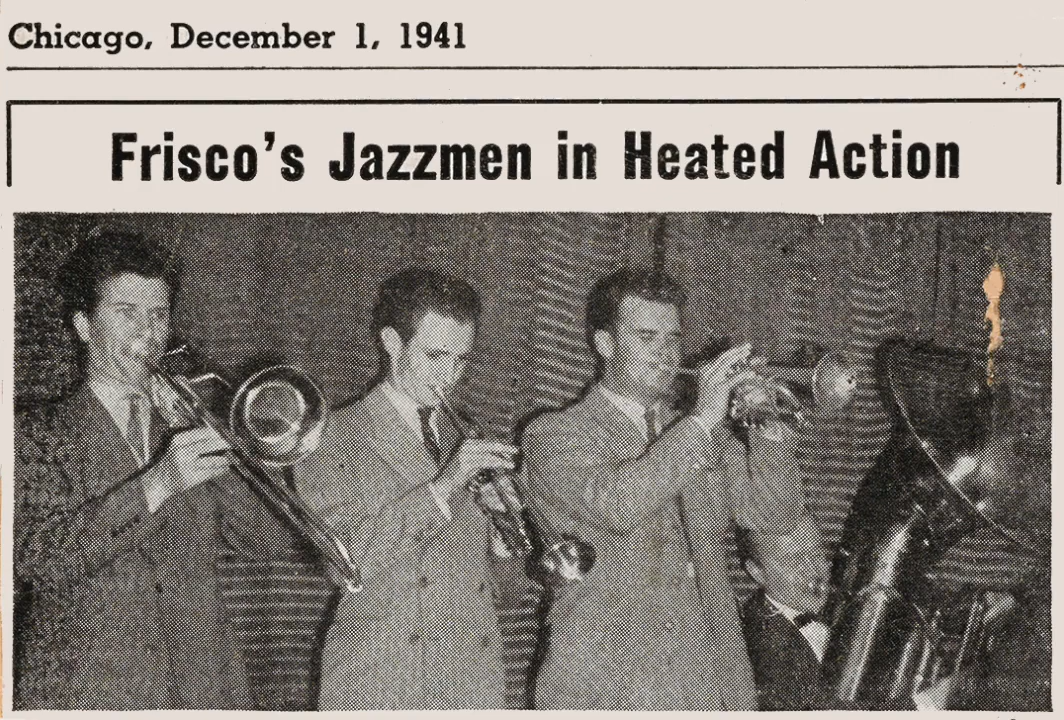 Chicago, December 1, 1941
Frisco's Jazzmen in Heated Action